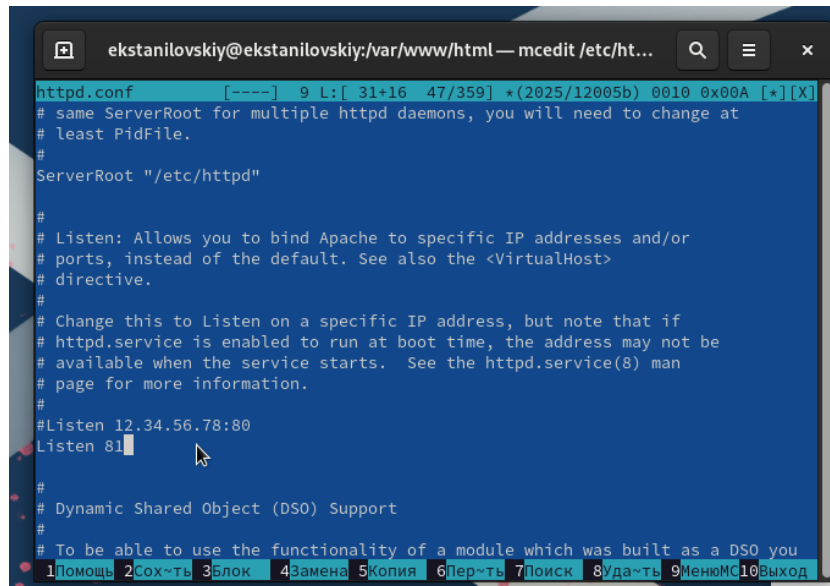 ekstanilovskiy@ekstanilovskiy:/var/www/html — mcedit /etc/ht...
httpd.conf [----] 9 L:[ 31+16 47/359] *(2025/12005b) 0010 0x00A [*][X]
# same ServerRoot for multiple httpd daemons, you will need to change at
# least PidFile.
#
ServerRoot "/etc/httpd"
#
# Listen: Allows you to bind Apache to specific IP addresses and/or
# ports, instead of the default. See also the <VirtualHost>
# directive.
#
# Change this to Listen on a specific IP address, but note that if
# httpd.service is enabled to run at boot time, the address may not be
# available when the service starts.  See the httpd.service(8) man
# page for more information.
#
#Listen 12.34.56.78:80
Listen 81
#
# Dynamic Shared Object (DSO) Support
#
# To be able to use the functionality of a module which was built as a DSO you
1Помощь 2Сох~ть 3Блок 4Замена 5Копия 6Пер~ть 7Поиск 8Уда~ть 9МенюMC 10Выход